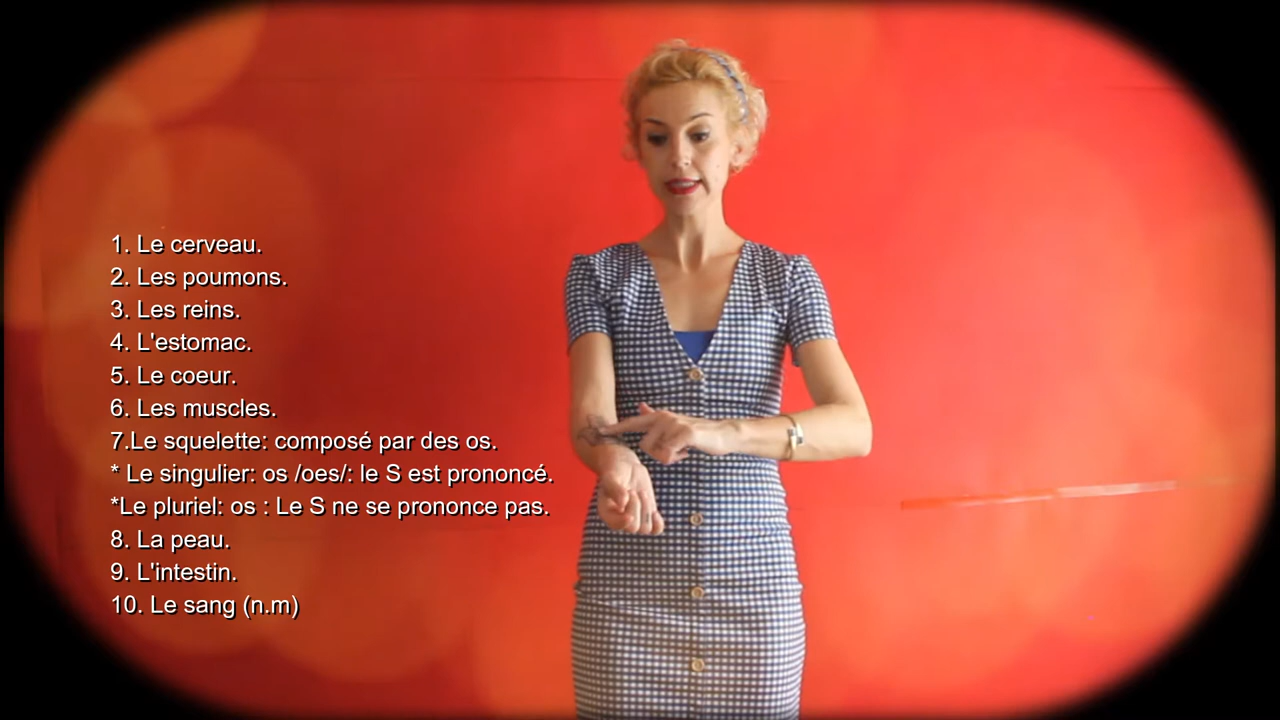 1. Le cerveau.
2. Les poumons.
3. Les reins.
4. L'estomac.
5. Le coeur.
6. Les muscles.
7.Le squelette: composé par des os.
* Le singulier: os /oes/: le S est prononcé.
*Le pluriel: os : Le S ne se prononce pas.
8. La peau.
9. L'intestin.
10. Le sang (n.m)